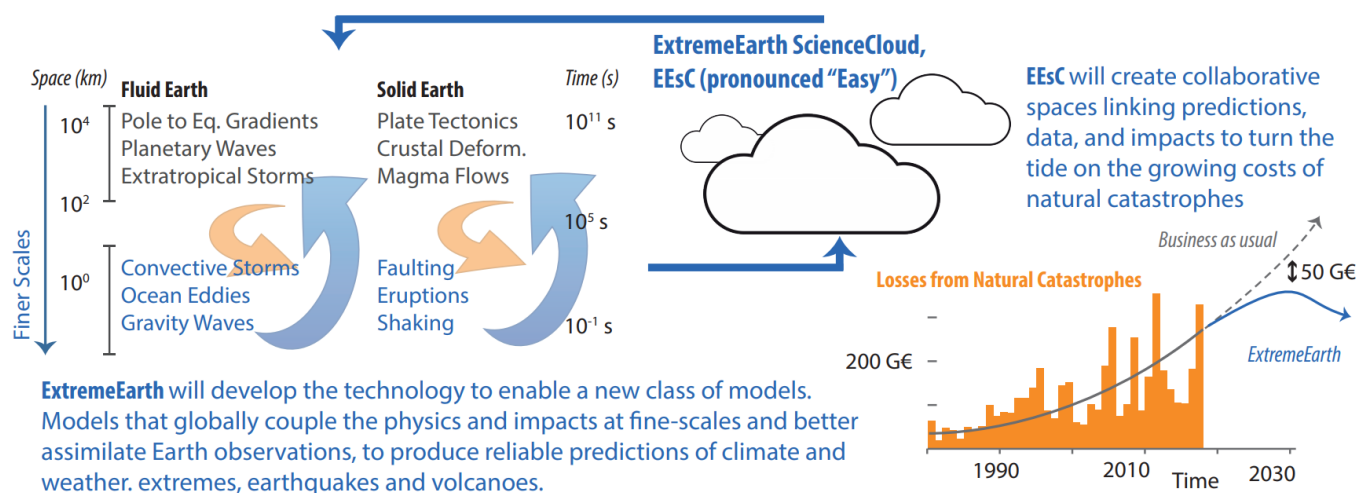 ExtremeEarth ScienceCloud,
EEsC (pronounced “Easy”)
Space (km)
Fluid Earth
Solid Earth
Time (s)
10⁴
Pole to Eq. Gradients
Planetary Waves
Extratropical Storms
Plate Tectonics
Crustal Deform.
Magma Flows
10¹¹ s
10²
10⁵ s
10⁰
Convective Storms
Ocean Eddies
Gravity Waves
Faulting
Eruptions
Shaking
10⁻¹ s
Finer Scales
EEsC will create collaborative
spaces linking predictions,
data, and impacts to turn the
tide on the growing costs of
natural catastrophes
Business as usual
50 G€
Losses from Natural Catastrophes
200 G€
ExtremeEarth
1990
2010
Time
2030
ExtremeEarth will develop the technology to enable a new class of models.
Models that globally couple the physics and impacts at fine-scales and better
assimilate Earth observations, to produce reliable predictions of climate and
weather. extremes, earthquakes and volcanoes.